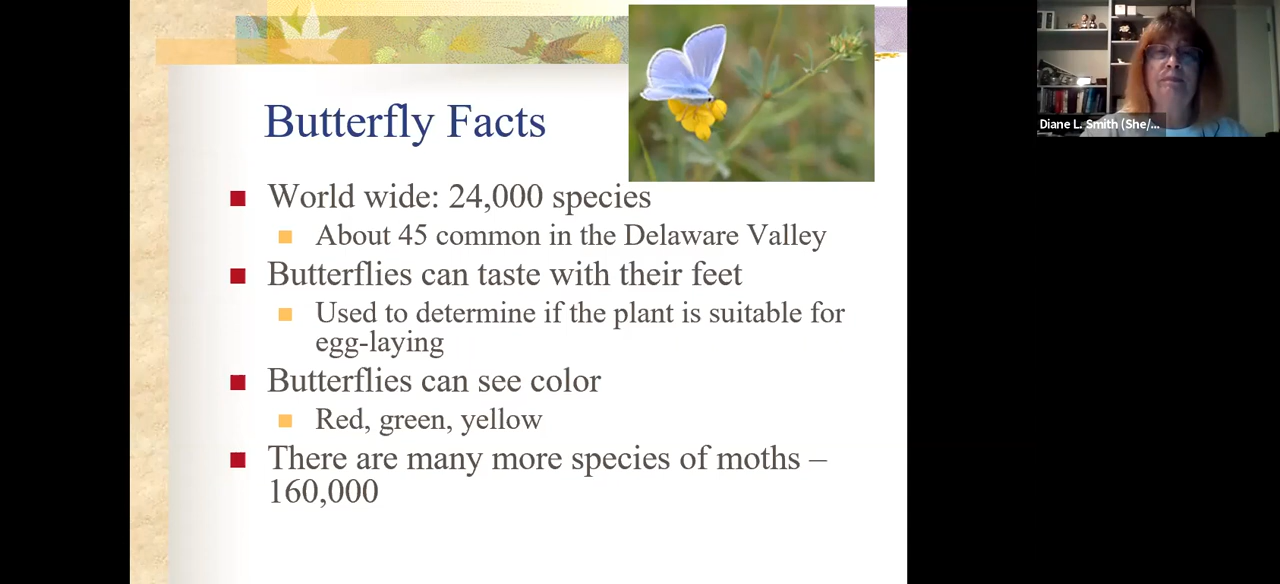 Butterfly Facts
World wide: 24,000 species
About 45 common in the Delaware Valley
Butterflies can taste with their feet
Used to determine if the plant is suitable for
egg-laying
Butterflies can see color
Red, green, yellow
There are many more species of moths –
160,000
Diane L. Smith (She/...